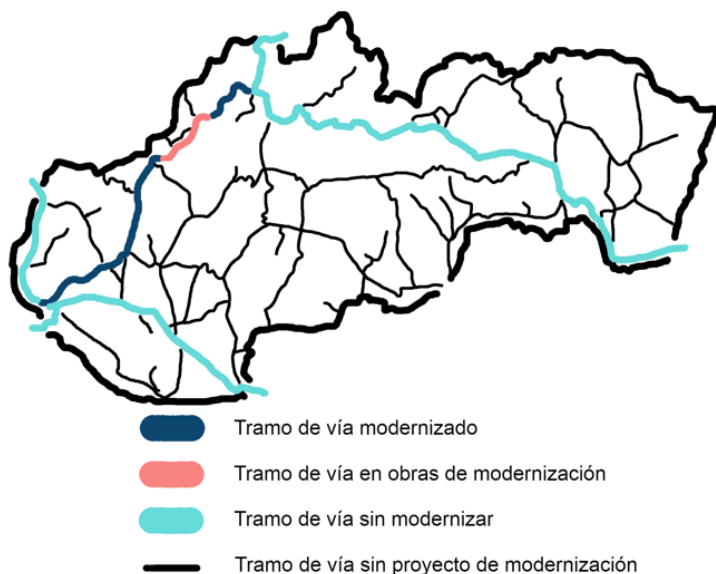 Tramo de vía modernizado
Tramo de vía en obras de modernización
Tramo de vía sin modernizar
Tramo de vía sin proyecto de modernización